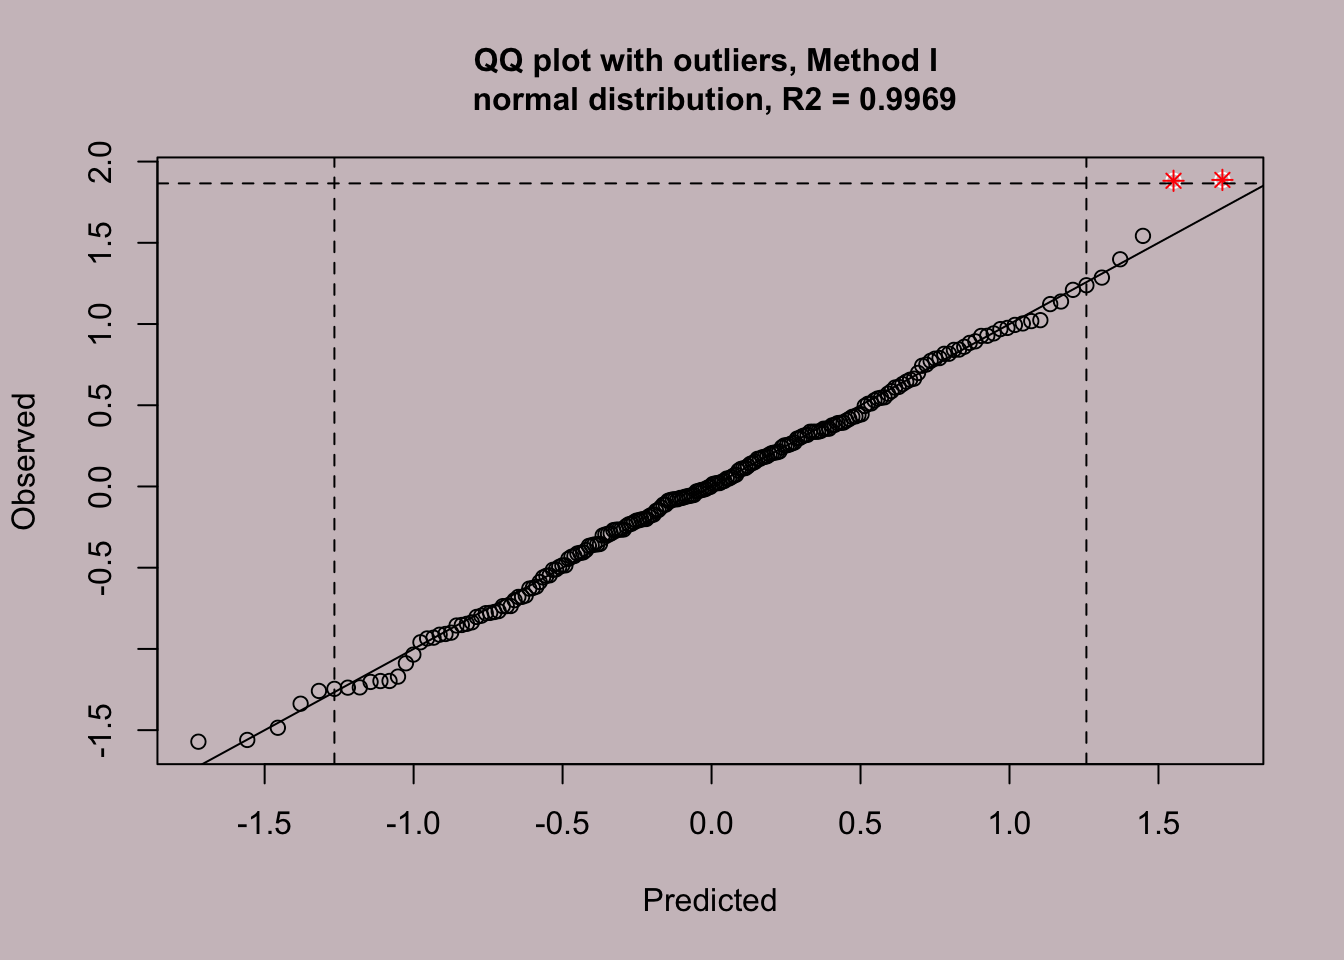 QQ plot with outliers, Method I
normal distribution, R2 = 0.9969
2.0
1.5
1.0
0.5
0.0
-0.5
-1.5
Observed
-1.5 -1.0 -0.5 0.0 0.5 1.0 1.5
Predicted